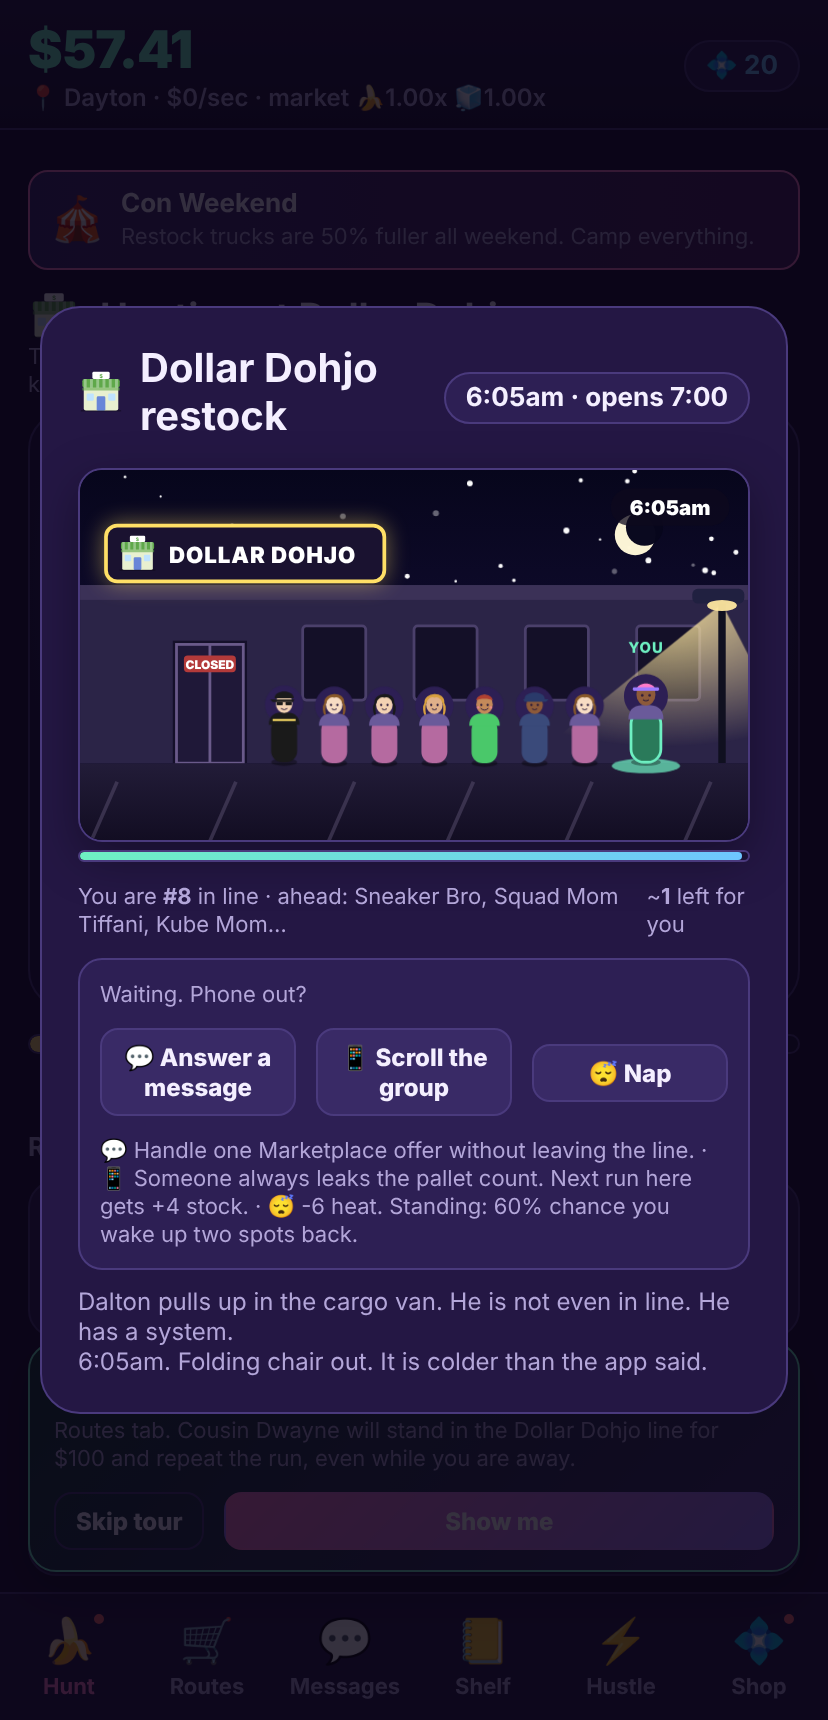 $57.41
📍 Dayton · $0/sec · market 🍌1.00x 🧊1.00x
💠 20
Con Weekend
Restock trucks are 50% fuller all weekend. Camp everything.
Dollar Dohjo
restock
6:05am · opens 7:00
6:05am
DOLLAR DOHJO
YOU
CLOSED
You are #8 in line · ahead: Sneaker Bro, Squad Mom
Tiffani, Kube Mom...
~1 left for
you
Waiting. Phone out?
💬 Answer a
message
📱 Scroll the
group
😴 Nap
💬 Handle one Marketplace offer without leaving the line. ·
📱 Someone always leaks the pallet count. Next run here
gets +4 stock. · 😴 -6 heat. Standing: 60% chance you
wake up two spots back.
Dalton pulls up in the cargo van. He is not even in line. He
has a system.
6:05am. Folding chair out. It is colder than the app said.
Routes tab. Cousin Dwayne will stand in the Dollar Dohjo line for
$100 and repeat the run, even while you are away.
Skip tour
Show me
Hunt
Routes
Messages
Shelf
Hustle
Shop